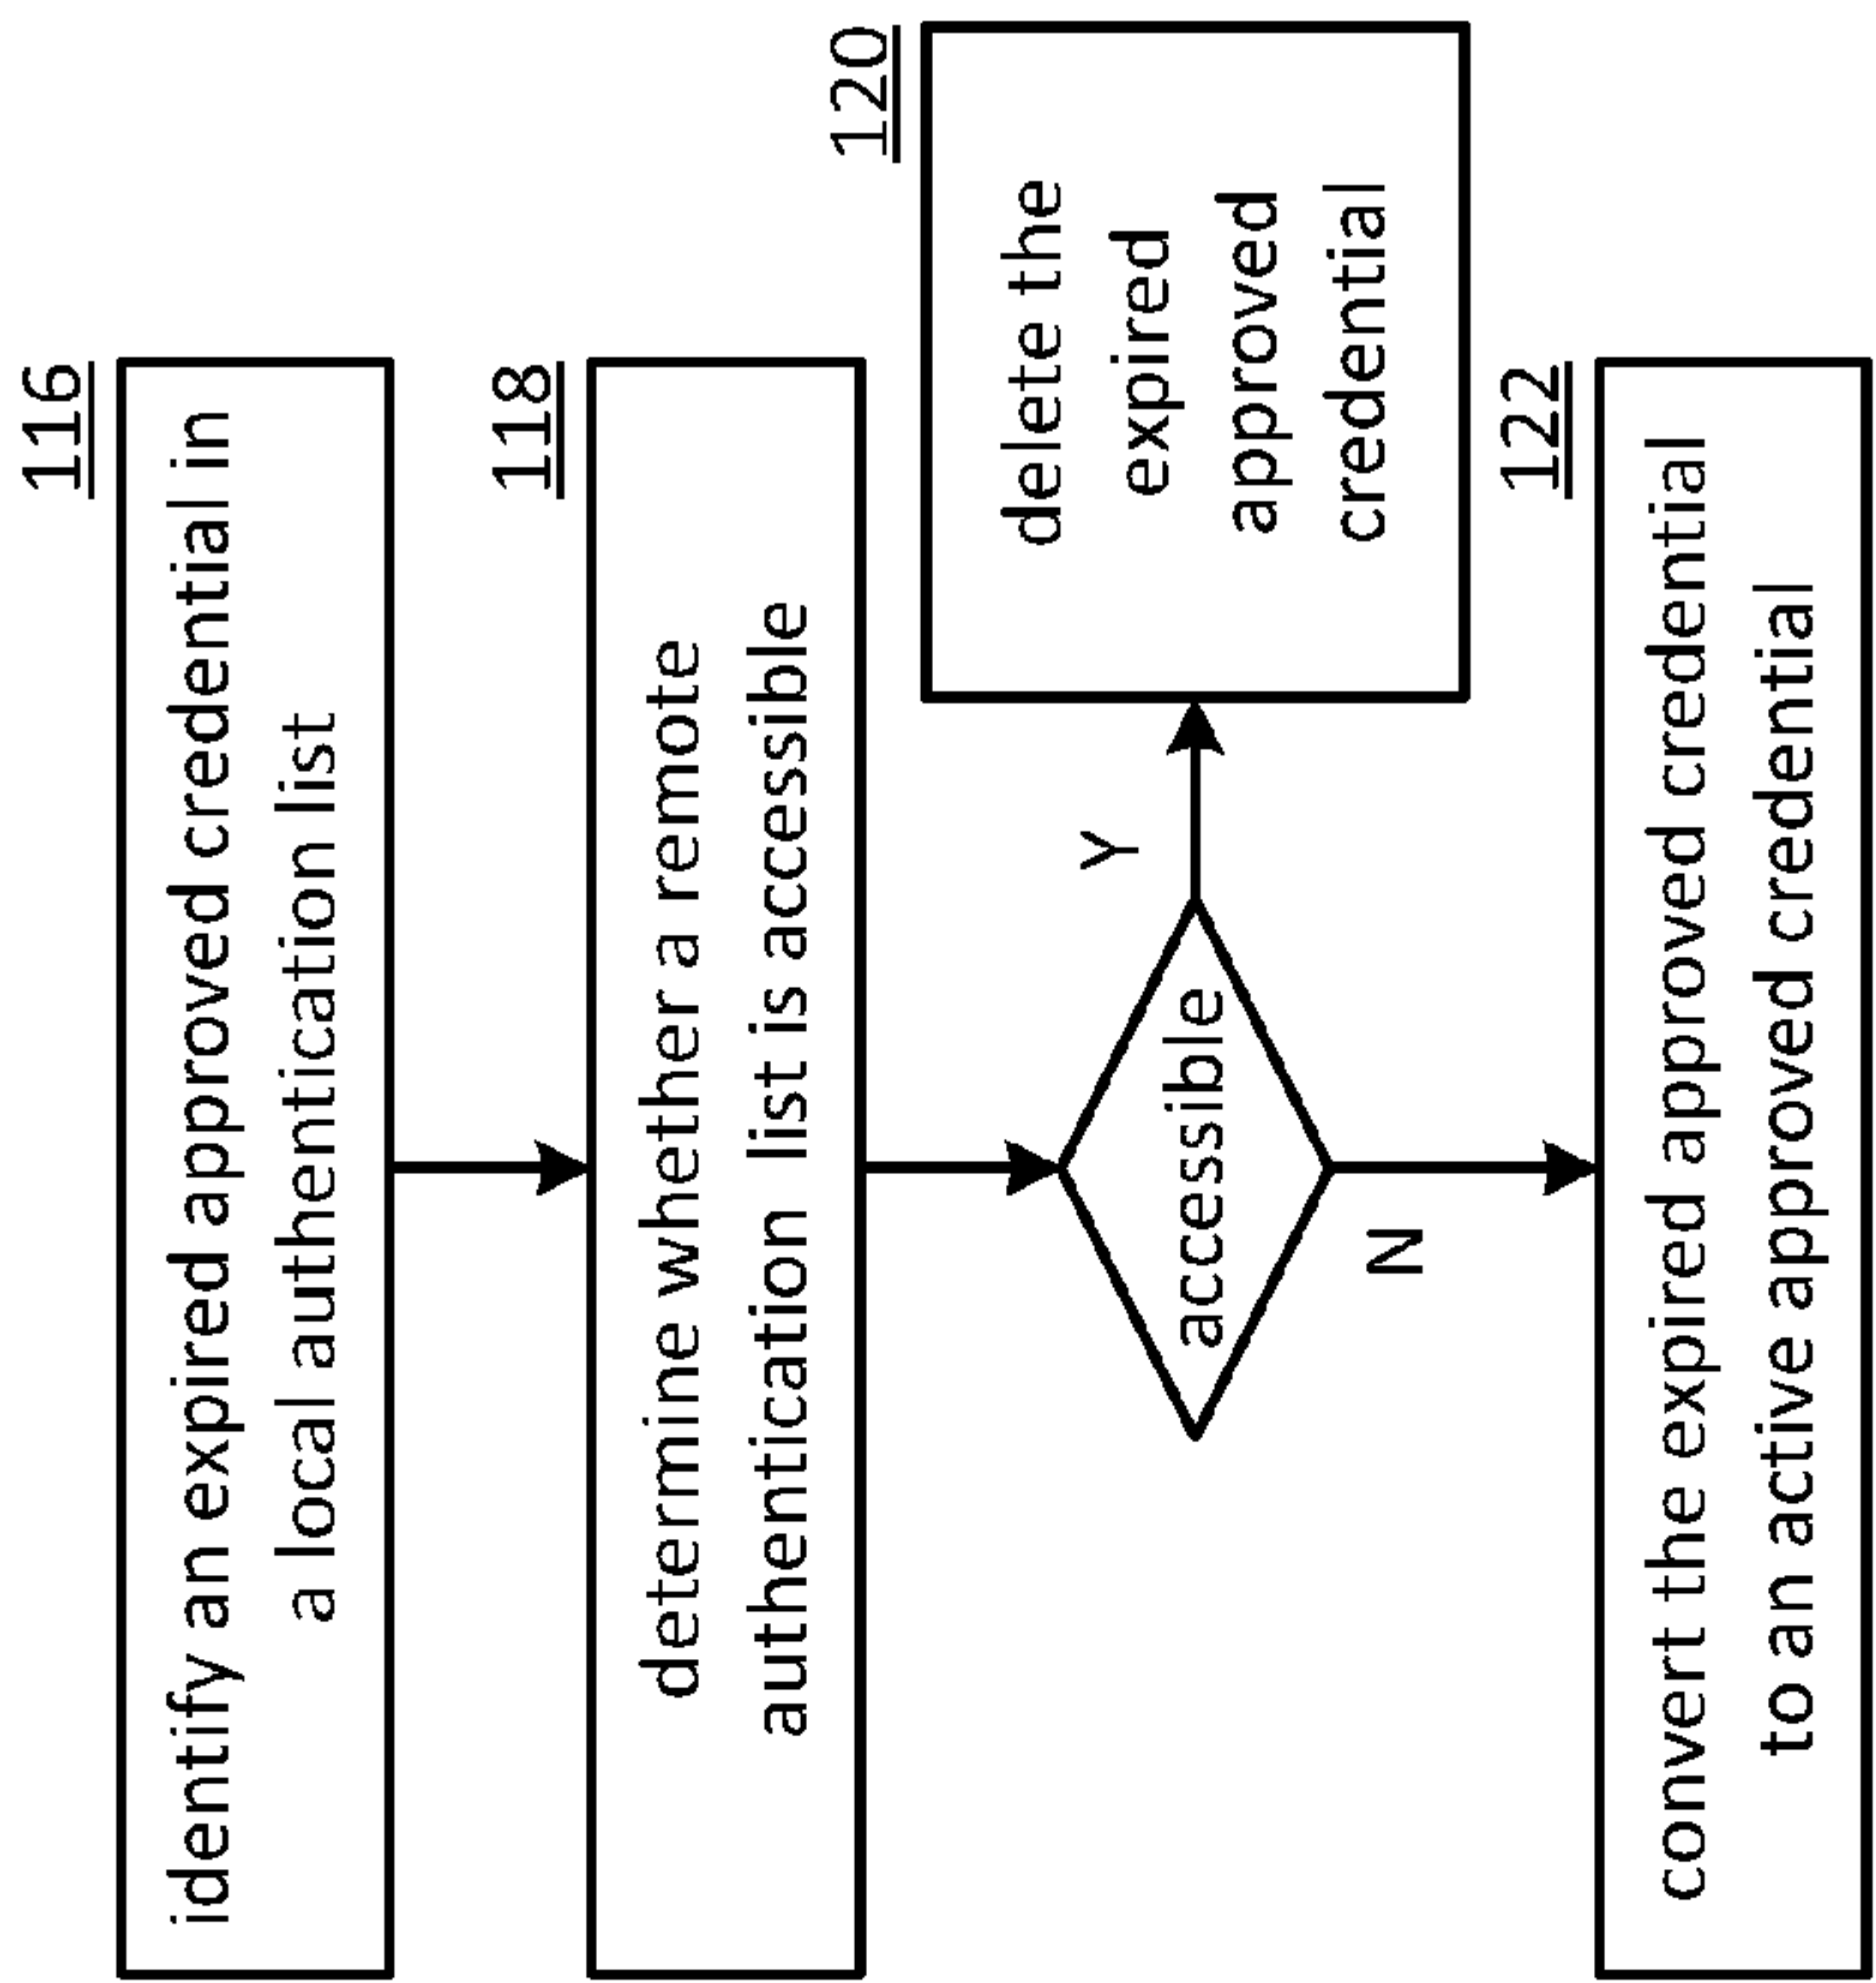 116
identify an expired approved credential in
a local authentication list
118
determine whether a remote
authentication list is accessible
accessible
Y
120
delete the
expired
approved
credential
N
122
convert the expired approved credential
to an active approved credential